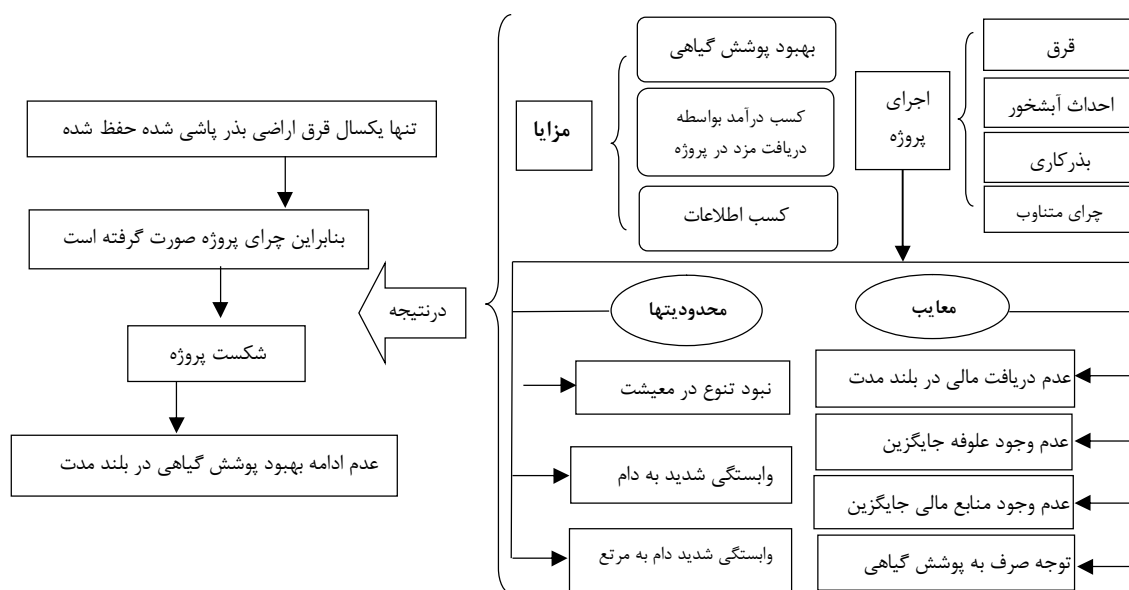 قرق
احداث آبشخور
بذرکاری
چرای متناوب
اجرای
پروژه
بهبود پوشش گیاهی
کسب درآمد بواسطه
دریافت مزد در پروژه
کسب اطلاعات
مزایا
معایب
عدم دریافت مالی در بلند مدت
عدم وجود علوفه جایگزین
عدم وجود منابع مالی جایگزین
توجه صرف به پوشش گیاهی
محدودیتها
نبود تنوع در معیشت
وابستگی شدید به دام
وابستگی شدید دام به مرتع
درنتیجه
تنها یکسال قرق اراضی بذر پاشی شده حفظ شده
بنابراین چرای پروژه صورت گرفته است
شکست پروژه
عدم ادامه بهبود پوشش گیاهی در بلند مدت